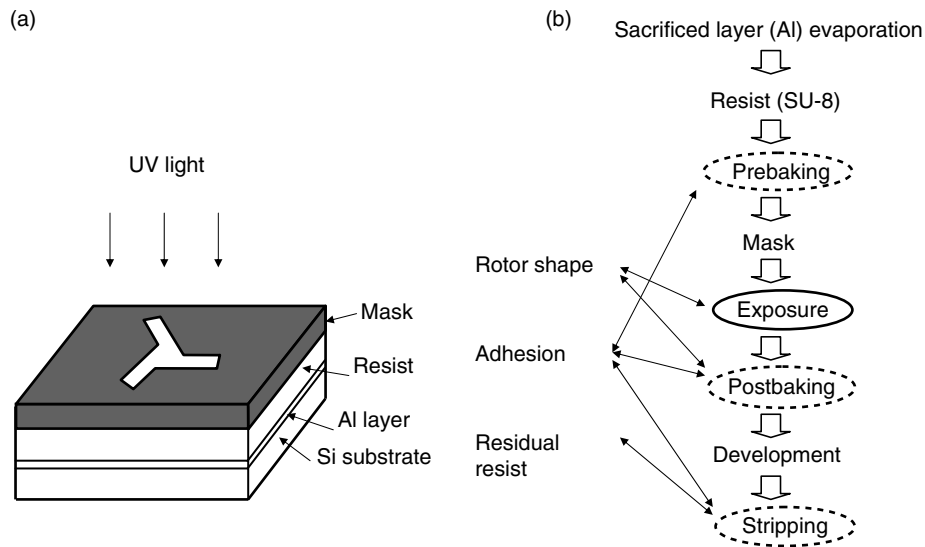 (a)
UV light
Mask
Resist
Al layer
Si substrate
(b)
Sacrificed layer (Al) evaporation
Resist (SU-8)
Prebaking
Mask
Rotor shape
Exposure
Adhesion
Postbaking
Residual
resist
Development
Stripping